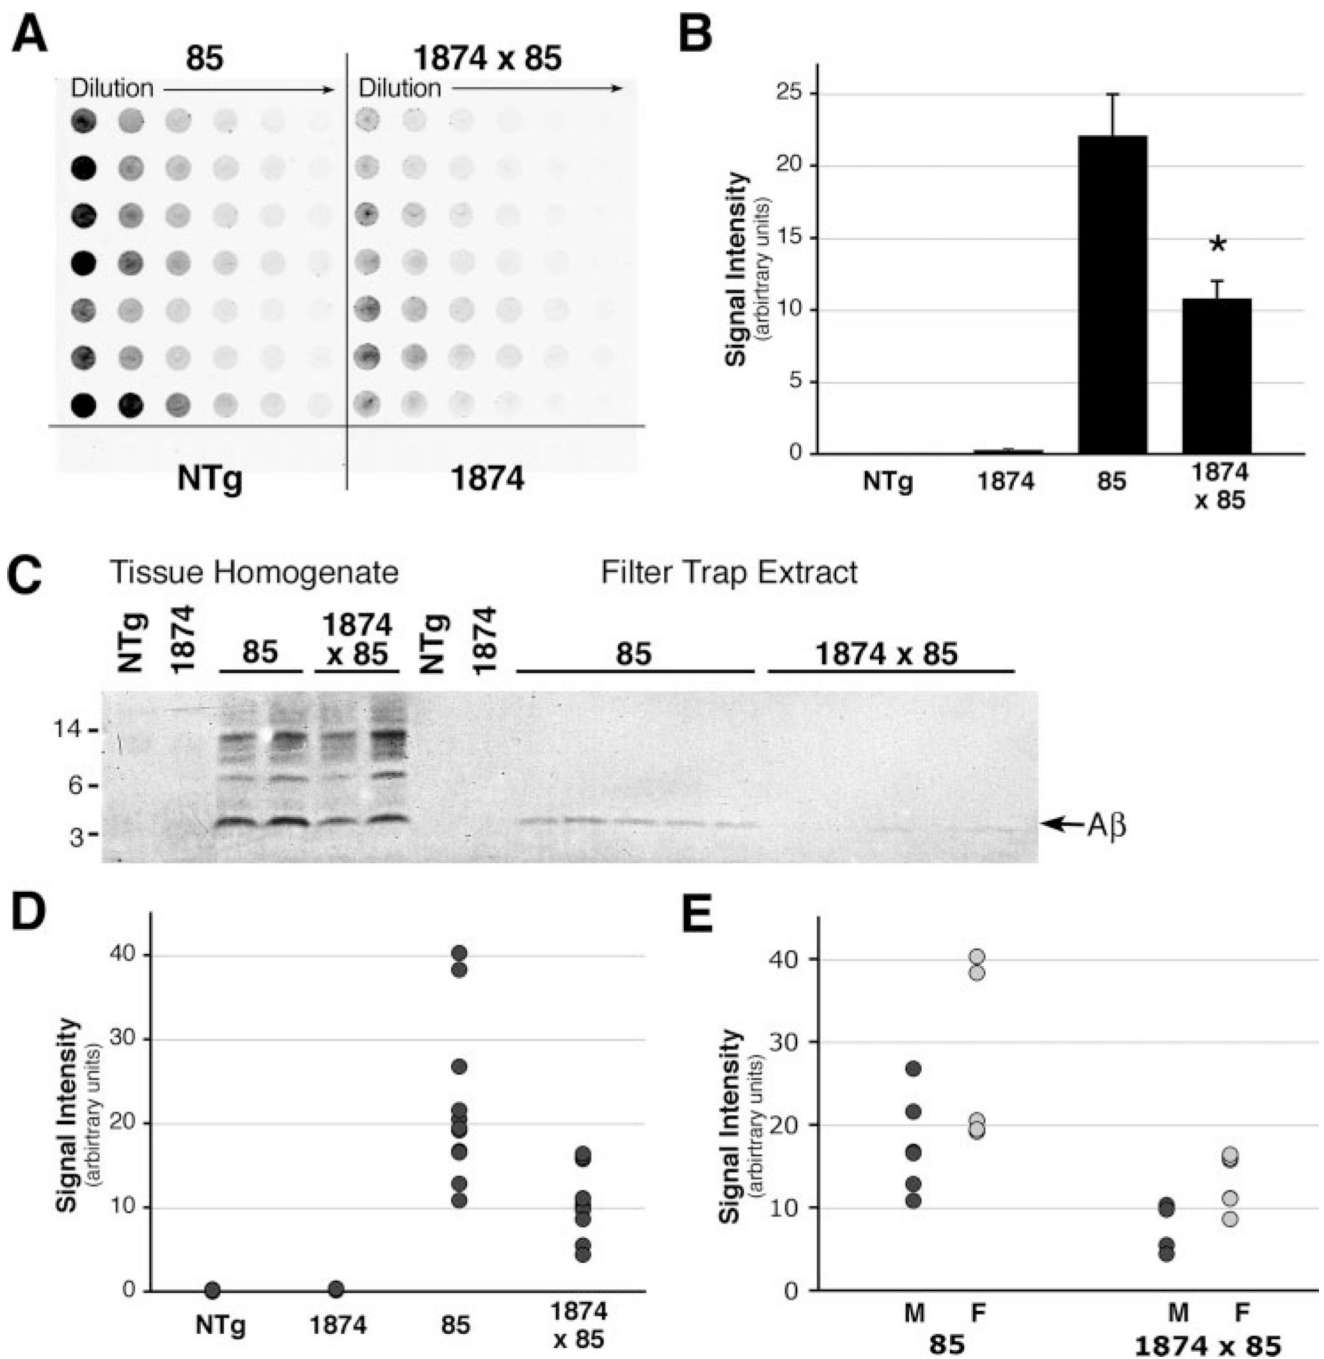 A
85
1874 x 85
Dilution
Dilution
NTg
1874
B
Signal Intensity
(arbirtrary units)
25
20
15
10
5
0
*
NTg
1874
85
1874
x 85
C
Tissue Homogenate
Filter Trap Extract
NTg
1874
85
1874
x 85
NTg
1874
85
1874 x 85
14
6
3
Aβ
D
Signal Intensity
(arbirtrary units)
40
30
20
10
0
NTg
1874
85
1874
x 85
E
Signal Intensity
(arbirtrary units)
40
30
20
10
0
M F
M F
85
1874 x 85